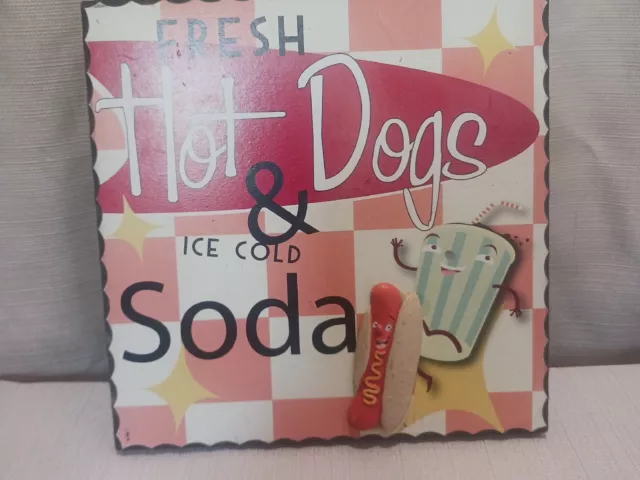 FRESH
Hot Dogs
&
ICE COLD
Soda